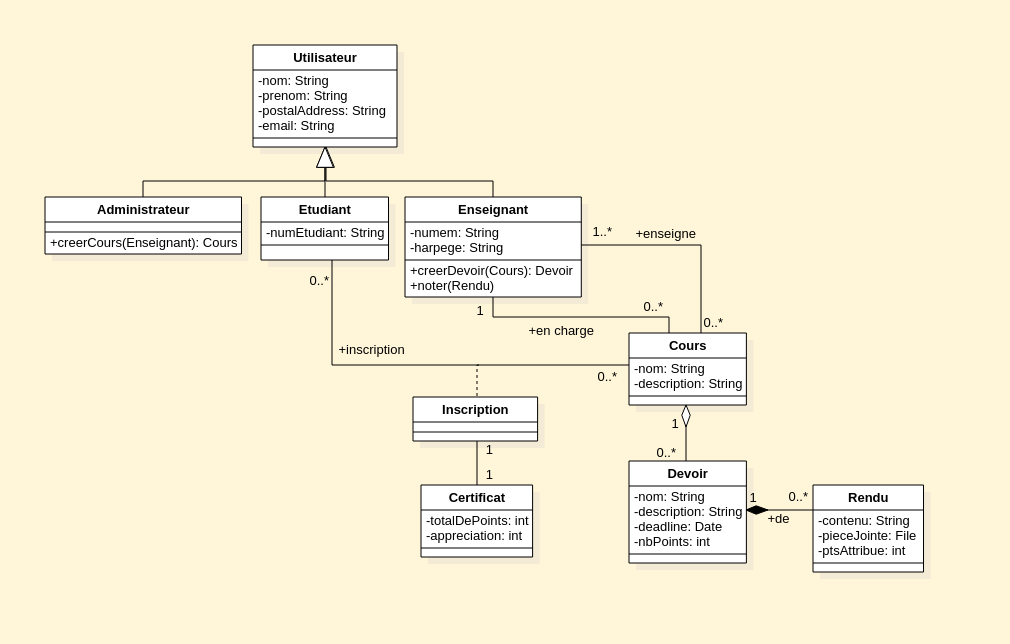 Utilisateur
-nom: String
-prenom: String
-postalAddress: String
-email: String
Administrateur
+creerCours(Enseignant): Cours
Etudiant
-numEtudiant: String
Enseignant
-numem: String
-harpege: String
+creerDevoir(Cours): Devoir
+noter(Rendu)
1..*
+enseigne
0..*
0..*
1
0..*
+en charge
+inscription
0..*
Cours
-nom: String
-description: String
Inscription
1
1
Certificat
-totalDePoints: int
-appreciation: int
1
0..*
Devoir
-nom: String
-description: String
-deadline: Date
-nbPoints: int
1
0..*
+de
Rendu
-contenu: String
-pieceJointe: File
-ptsAttribue: int